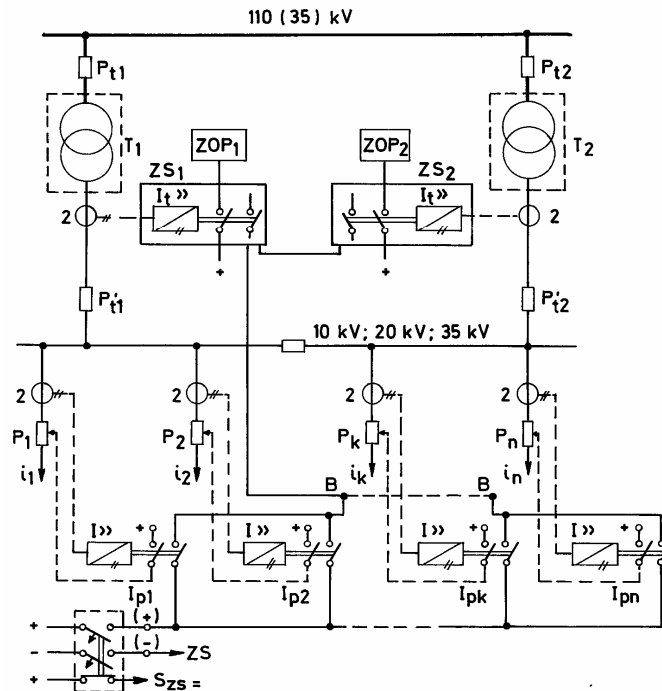 110 (35) kV
Pt1
Pt2
T1
ZOP1
ZOP2
T2
ZS1
ZS2
2
It »
It »
2
+
+
P't1
P't2
10 kV; 20 kV; 35 kV
2
2
2
2
P1
P2
Pk
Pn
i1
i2
ik
in
B
B
I »
+
I »
+
I »
+
I »
+
Ip1
Ip2
Ipk
Ipn
+
(+)
-
(-)
ZS
+
SZS =